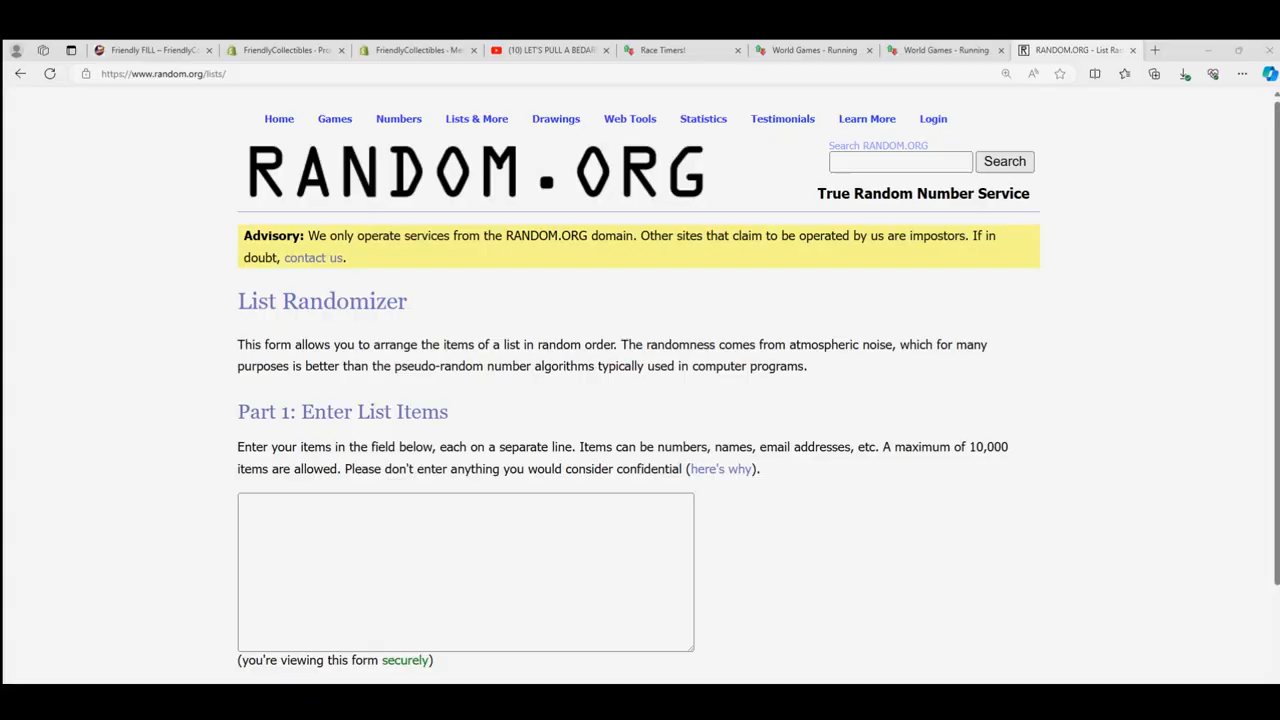 Friendly FILL – FriendlyCo
FriendlyCollectibles - Pro
FriendlyCollectibles - Me
(10) LET'S PULL A BEDAR
Race Timers!
World Games - Running
World Games - Running
RANDOM.ORG - List Ra
https://www.random.org/lists/
Home Games Numbers Lists & More Drawings Web Tools Statistics Testimonials Learn More Login
RANDOM.ORG
Search RANDOM.ORG
Search
True Random Number Service
Advisory: We only operate services from the RANDOM.ORG domain. Other sites that claim to be operated by us are impostors. If in
doubt, contact us.
List Randomizer
This form allows you to arrange the items of a list in random order. The randomness comes from atmospheric noise, which for many
purposes is better than the pseudo-random number algorithms typically used in computer programs.
Part 1: Enter List Items
Enter your items in the field below, each on a separate line. Items can be numbers, names, email addresses, etc. A maximum of 10,000
items are allowed. Please don't enter anything you would consider confidential (here's why).
(you're viewing this form securely)